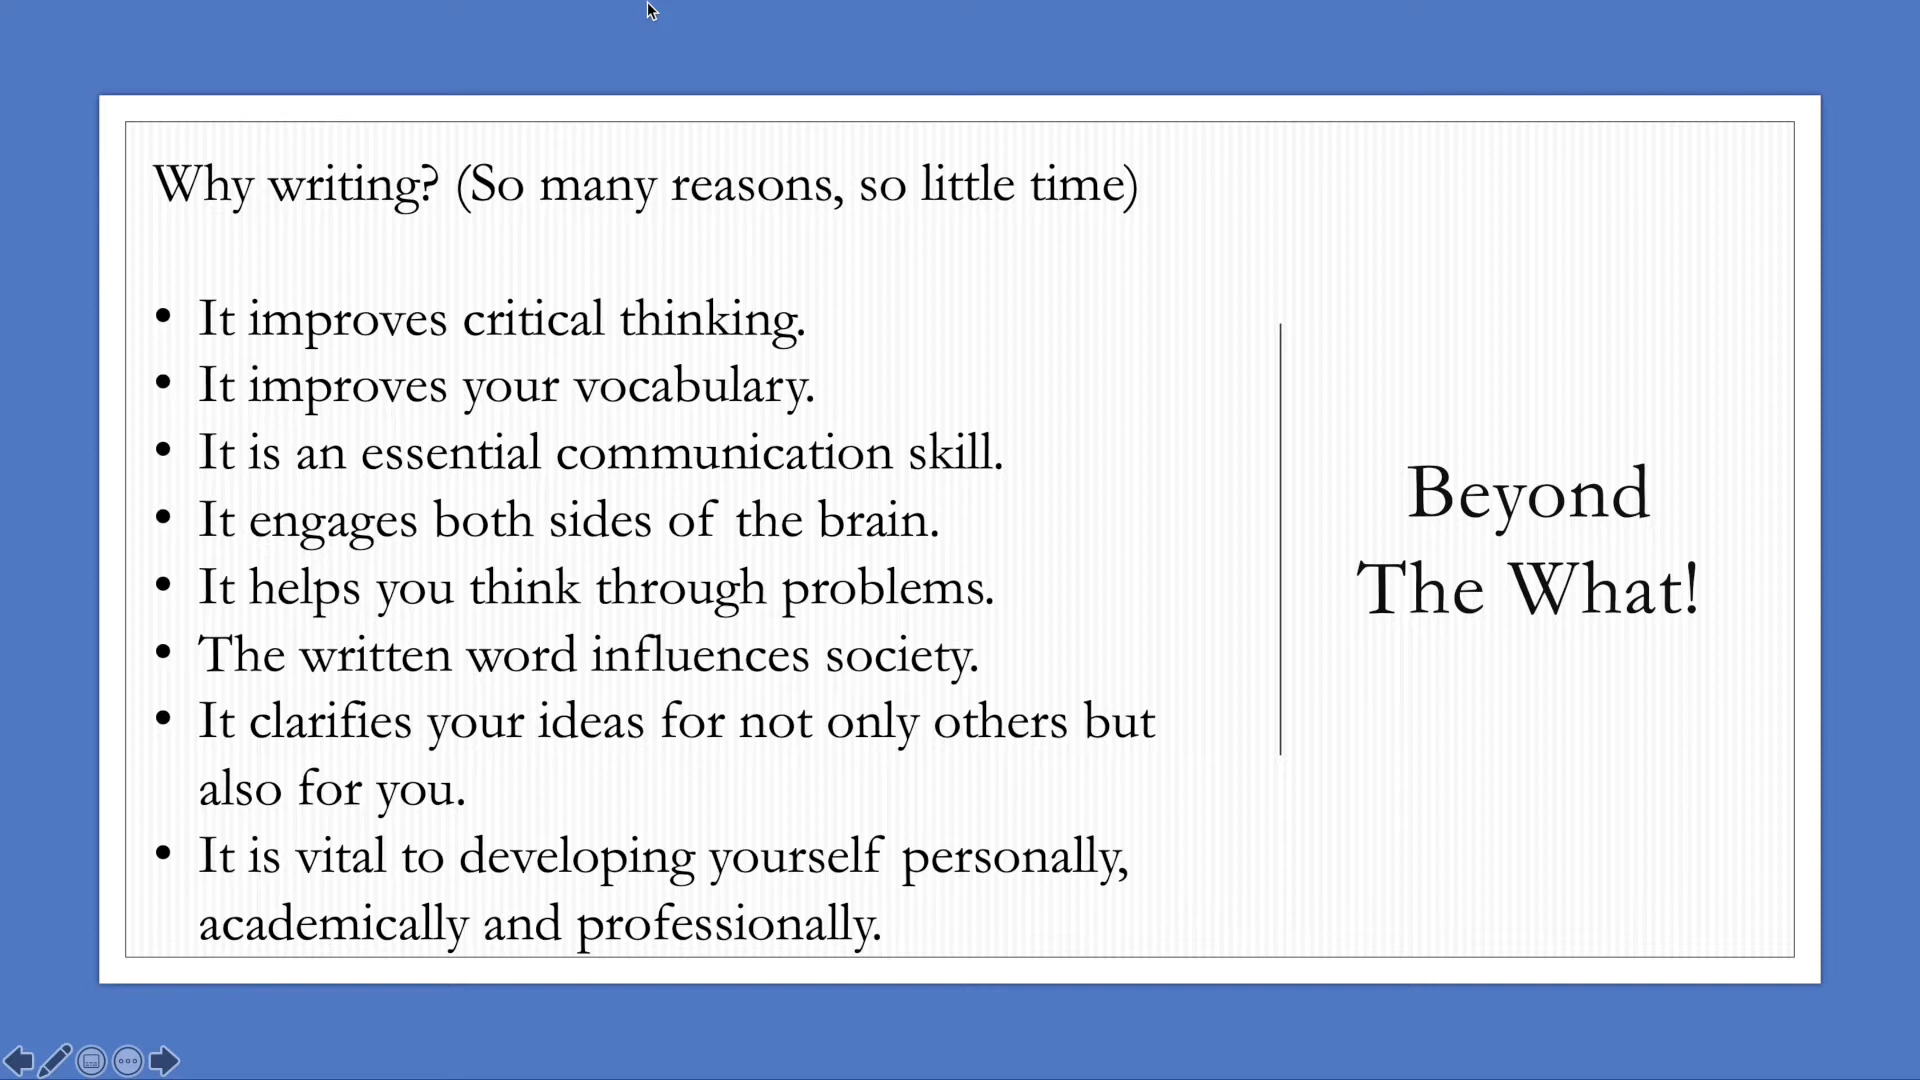 Why writing? (So many reasons, so little time)
• It improves critical thinking.
• It improves your vocabulary.
• It is an essential communication skill.
• It engages both sides of the brain.
• It helps you think through problems.
• The written word influences society.
• It clarifies your ideas for not only others but
also for you.
• It is vital to developing yourself personally,
academically and professionally.
Beyond
The What!